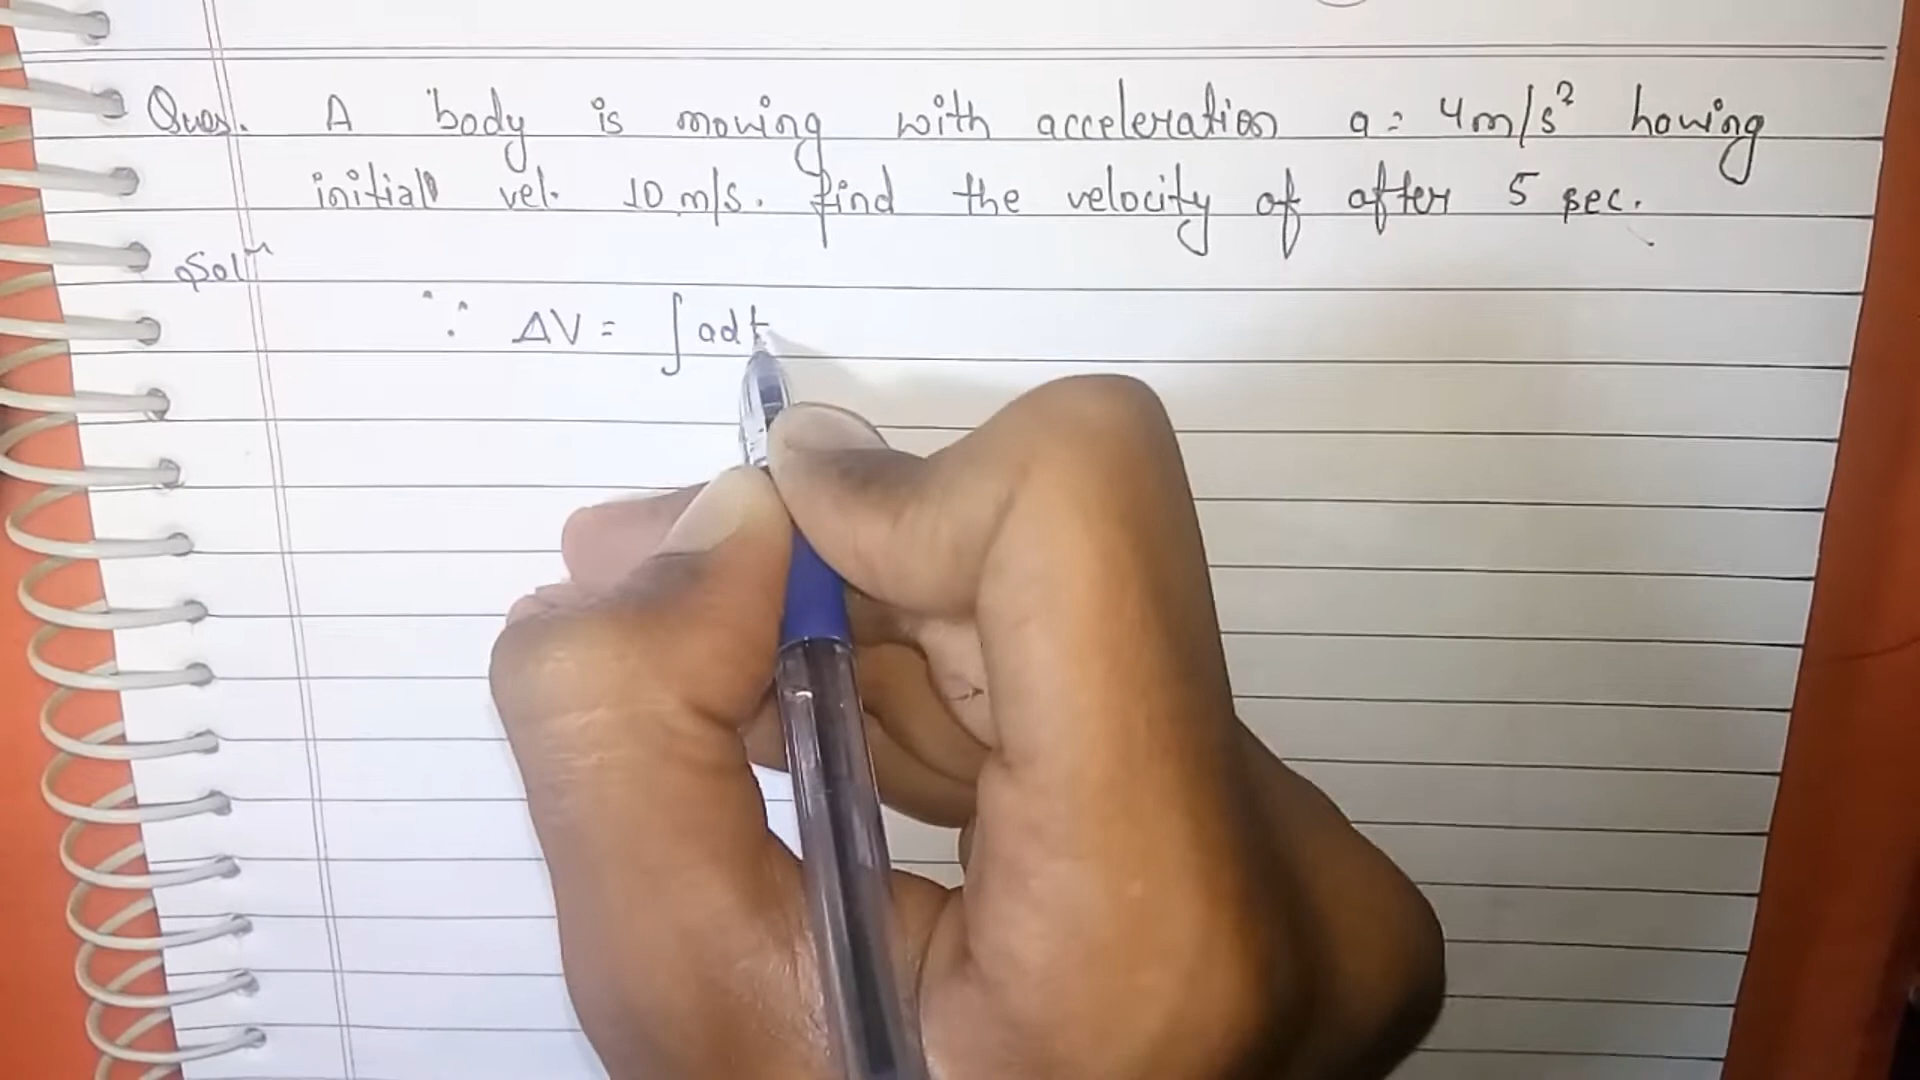 Ques. A body is moving with acceleration a = 4m/s² having
initial vel. 10 m/s. find the velocity of after 5 sec.
Solⁿ
∵ ΔV = ∫adt